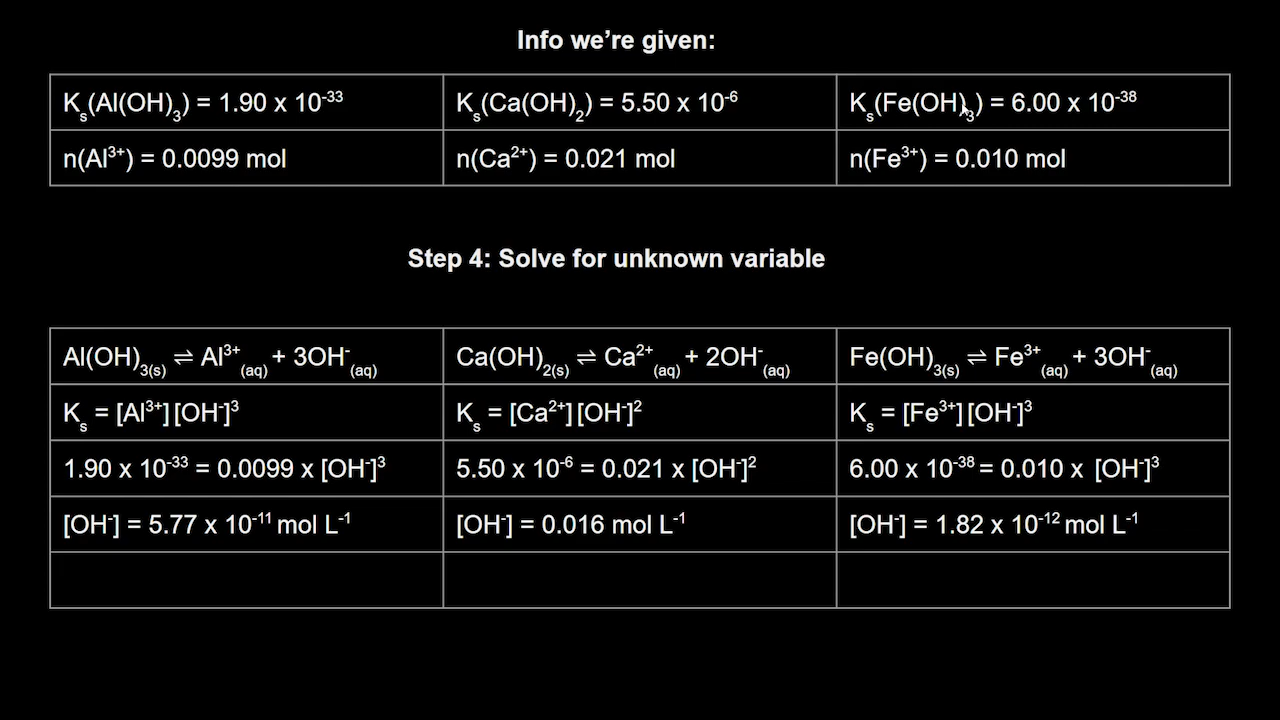 Info we're given:
Kₛ(Al(OH)₃) = 1.90 x 10⁻³³
Kₛ(Ca(OH)₂) = 5.50 x 10⁻⁶
Kₛ(Fe(OH)₃) = 6.00 x 10⁻³⁸
n(Al³⁺) = 0.0099 mol
n(Ca²⁺) = 0.021 mol
n(Fe³⁺) = 0.010 mol
Step 4: Solve for unknown variable
Al(OH)₃₍ₛ₎ ⇌ Al³⁺(aq) + 3OH⁻(aq)
Ca(OH)₂₍ₛ₎ ⇌ Ca²⁺(aq) + 2OH⁻(aq)
Fe(OH)₃₍ₛ₎ ⇌ Fe³⁺(aq) + 3OH⁻(aq)
Kₛ = [Al³⁺][OH⁻]³
Kₛ = [Ca²⁺][OH⁻]²
Kₛ = [Fe³⁺][OH⁻]³
1.90 x 10⁻³³ = 0.0099 x [OH⁻]³
5.50 x 10⁻⁶ = 0.021 x [OH⁻]²
6.00 x 10⁻³⁸ = 0.010 x [OH⁻]³
[OH⁻] = 5.77 x 10⁻¹¹ mol L⁻¹
[OH⁻] = 0.016 mol L⁻¹
[OH⁻] = 1.82 x 10⁻¹² mol L⁻¹